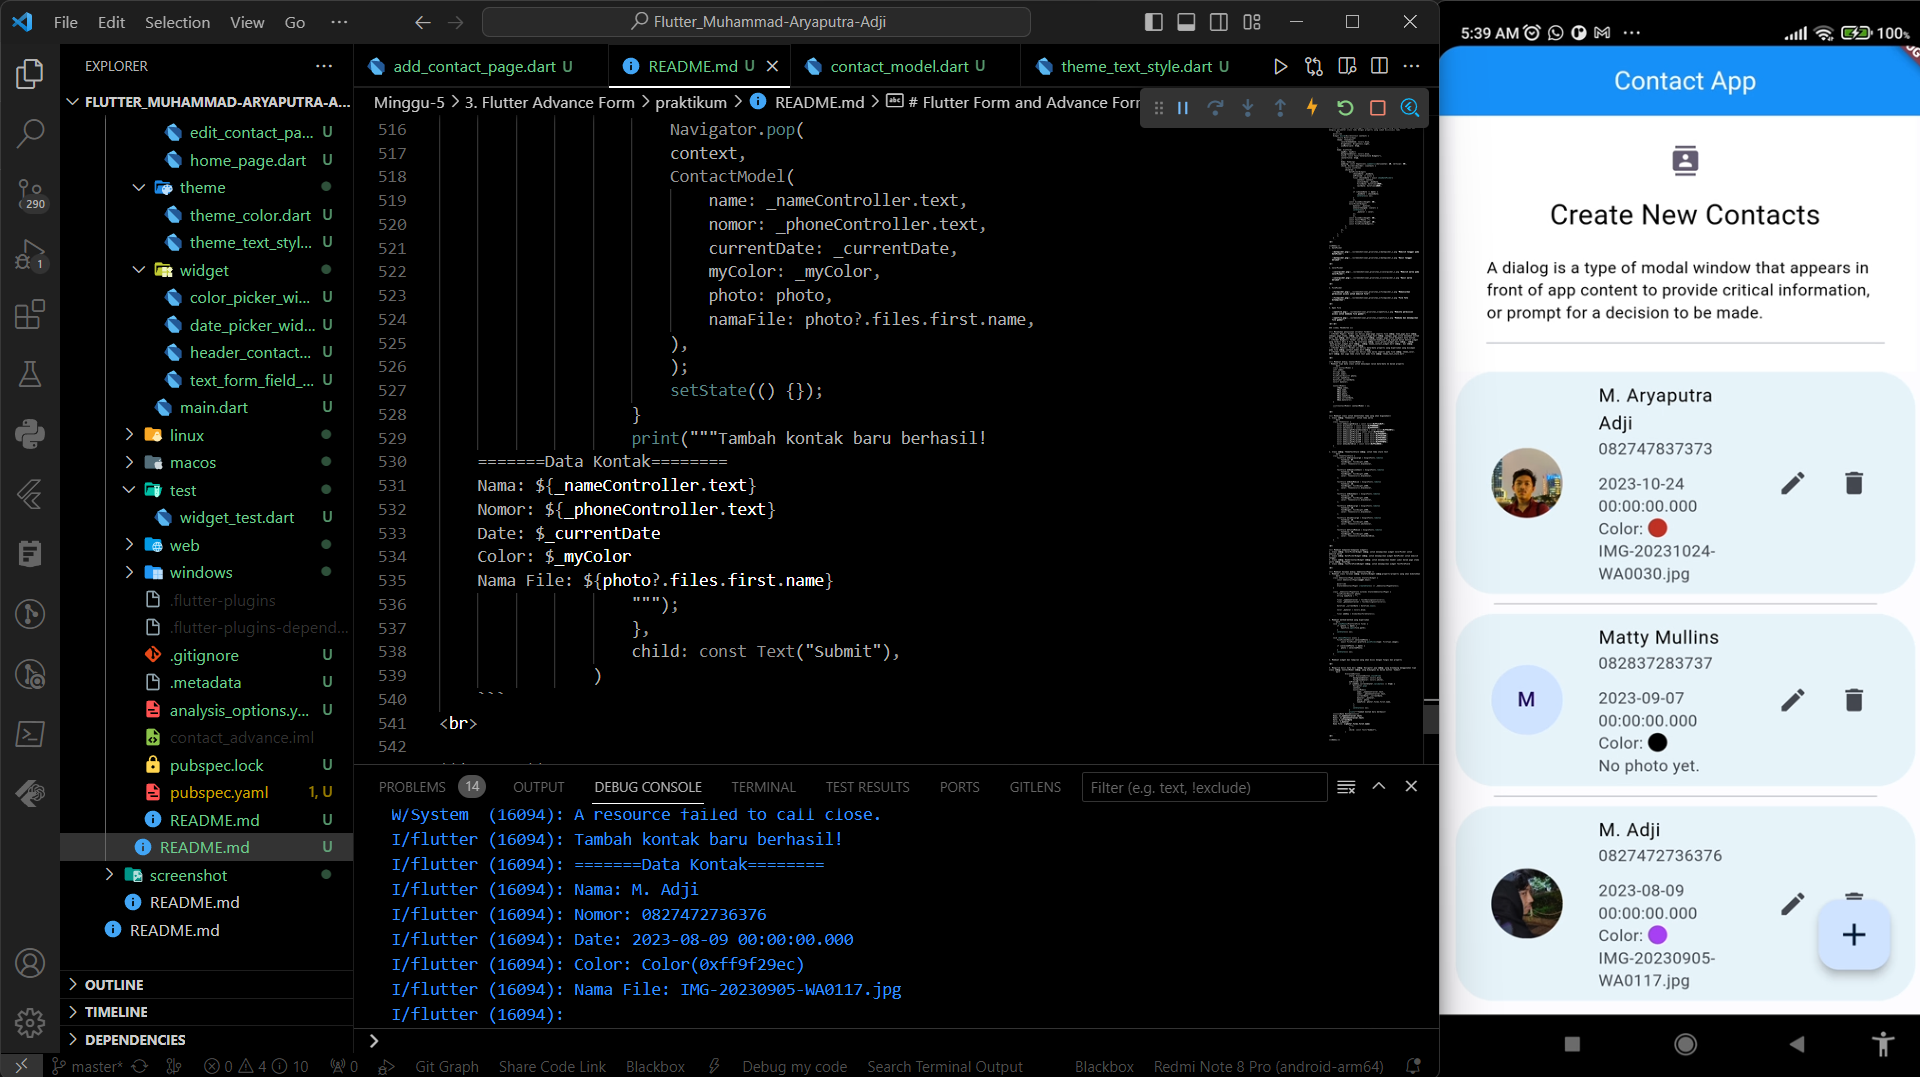 File Edit Selection View Go ···
Flutter_Muhammad-Aryaputra-Adji
EXPLORER
FLUTTER_MUHAMMAD-ARYAPUTRA-A...
290
1
edit_contact_pa... U
home_page.dart U
theme
theme_color.dart U
theme_text_styl... U
widget
color_picker_wi... U
date_picker_wid... U
header_contact... U
text_form_field_... U
main.dart U
linux
macos
test
widget_test.dart U
web
windows
.flutter-plugins
.flutter-plugins-depend...
.gitignore U
.metadata U
analysis_options.y... U
contact_advance.iml
pubspec.lock U
pubspec.yaml 1, U
README.md U
README.md U
screenshot
README.md
README.md
OUTLINE
TIMELINE
DEPENDENCIES
add_contact_page.dart U
README.md U
contact_model.dart U
theme_text_style.dart U
Minggu-5 > 3. Flutter Advance Form > praktikum > README.md > # Flutter Form and Advance Form
516 Navigator.pop(
517 context,
518 ContactModel(
519 name: _nameController.text,
520 nomor: _phoneController.text,
521 currentDate: _currentDate,
522 myColor: _myColor,
523 photo: photo,
524 namaFile: photo?.files.first.name,
525 ),
526 );
527 setState(() {});
528 }
529 print("""Tambah kontak baru berhasil!
530 =======Data Kontak========
531 Nama: ${_nameController.text}
532 Nomor: ${_phoneController.text}
533 Date: $_currentDate
534 Color: $_myColor
535 Nama File: ${photo?.files.first.name}
536 """);
537 },
538 child: const Text("Submit"),
539 )
540 ```
541 <br>
542
PROBLEMS 14 OUTPUT DEBUG CONSOLE TERMINAL TEST RESULTS PORTS GITLENS Filter (e.g. text, !exclude)
W/System (16094): A resource failed to call close.
I/flutter (16094): Tambah kontak baru berhasil!
I/flutter (16094): =======Data Kontak========
I/flutter (16094): Nama: M. Adji
I/flutter (16094): Nomor: 0827472736376
I/flutter (16094): Date: 2023-08-09 00:00:00.000
I/flutter (16094): Color: Color(0xff9f29ec)
I/flutter (16094): Nama File: IMG-20230905-WA0117.jpg
I/flutter (16094):
master* 0 4 10 0 Git Graph Share Code Link Blackbox Debug my code Search Terminal Output Blackbox Redmi Note 8 Pro (android-arm64)
5:39 AM ··· 100%
Contact App
Create New Contacts
A dialog is a type of modal window that appears in
front of app content to provide critical information,
or prompt for a decision to be made.
M. Aryaputra
Adji
082747837373
2023-10-24
00:00:00.000
Color:
IMG-20231024-
WA0030.jpg
M
Matty Mullins
082837283737
2023-09-07
00:00:00.000
Color:
No photo yet.
M. Adji
0827472736376
2023-08-09
00:00:00.000
Color:
IMG-20230905-
WA0117.jpg
+